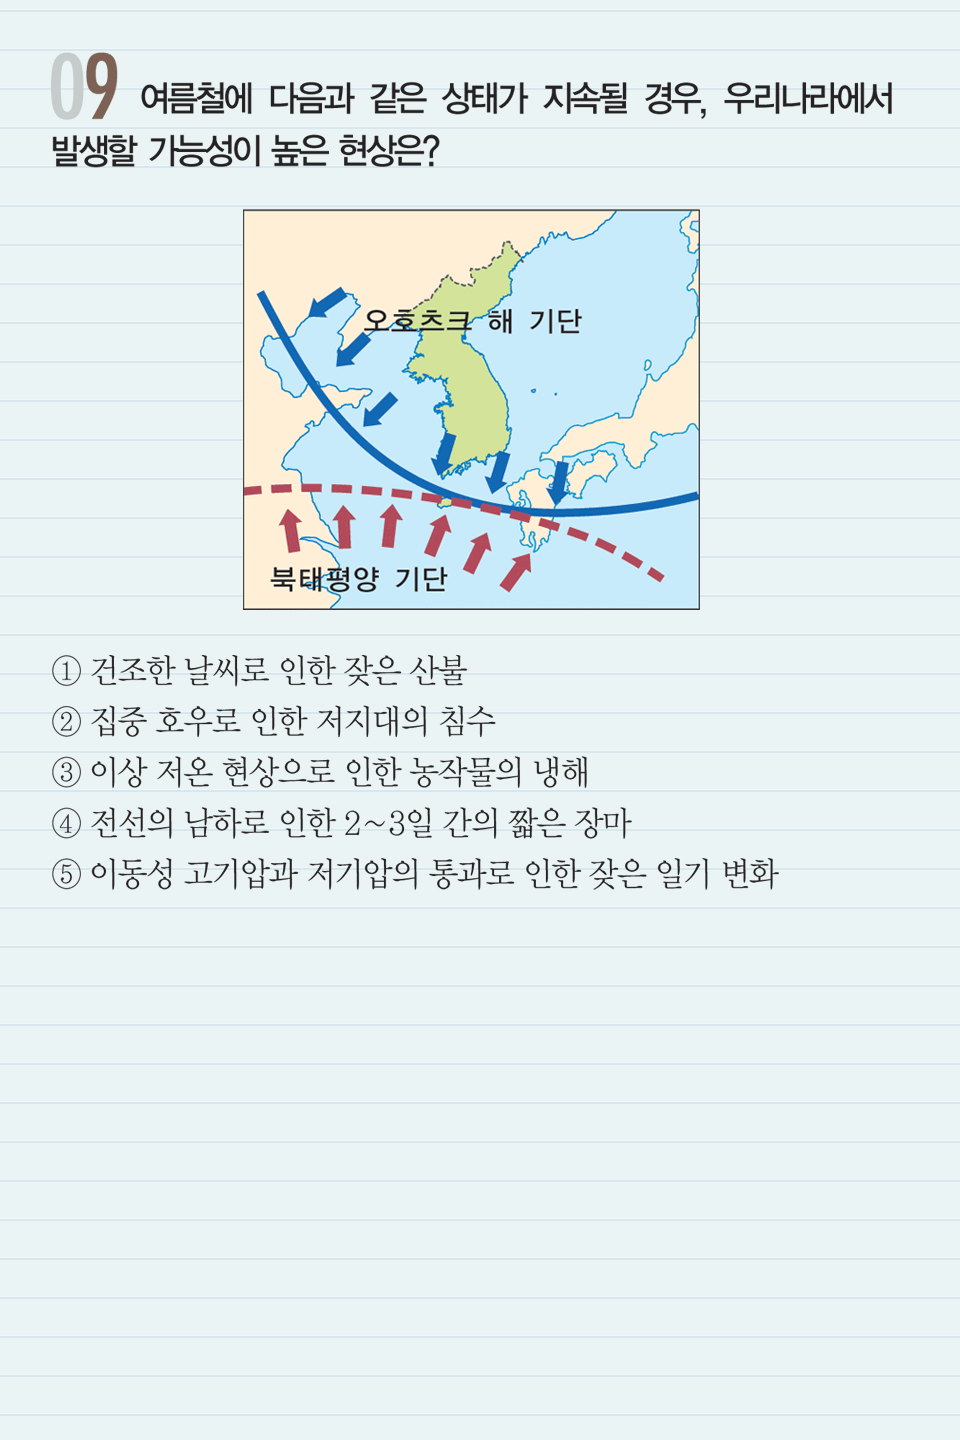 09 여름철에 다음과 같은 상태가 지속될 경우, 우리나라에서
발생할 가능성이 높은 현상은?
오호츠크 해 기단
북태평양 기단
① 건조한 날씨로 인한 잦은 산불
② 집중 호우로 인한 저지대의 침수
③ 이상 저온 현상으로 인한 농작물의 냉해
④ 전선의 남하로 인한 2~3일 간의 짧은 장마
⑤ 이동성 고기압과 저기압의 통과로 인한 잦은 일기 변화